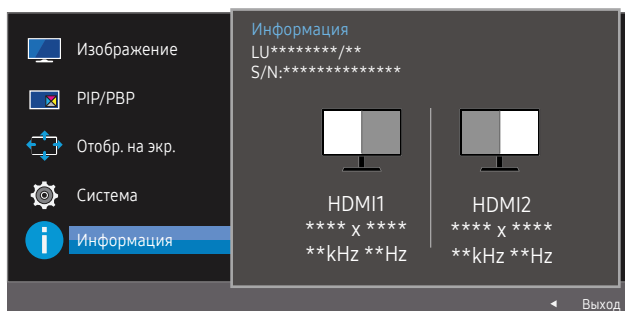 Изображение
PIP/PBP
Отобр. на экр.
Система
Информация
Информация
LU********/**
S/N:**************
HDMI1
**** x ****
**kHz **Hz
HDMI2
**** x ****
**kHz **Hz
Выход